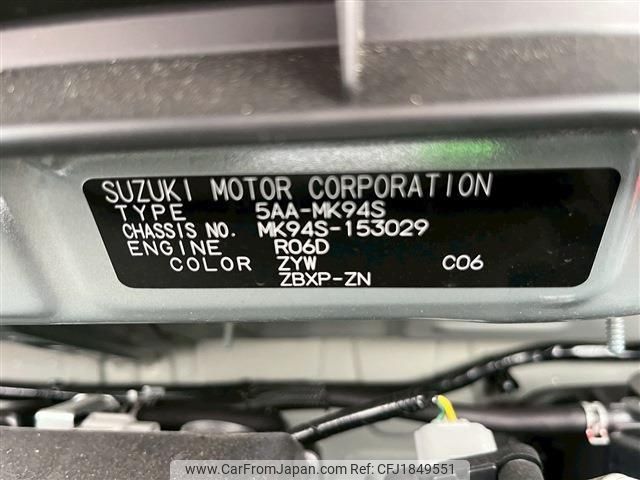 SUZUKI MOTOR CORPORATION
TYPE 5AA-MK94S
CHASSIS NO. MK94S-153029
ENGINE R06D
COLOR ZYW C06
ZBXP-ZN
www.CarFromJapan.com | Ref ID: CFJ1849551